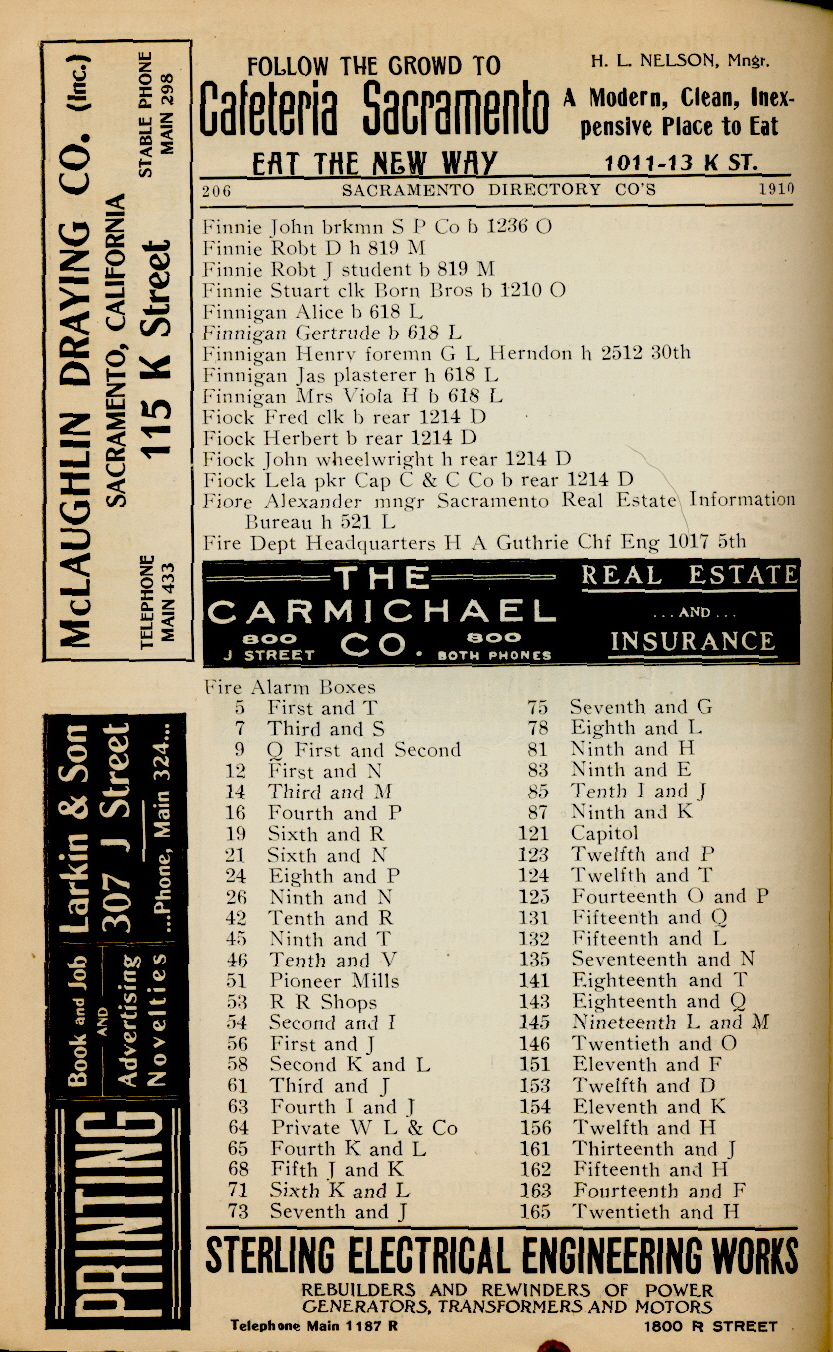 FOLLOW THE CROWD TO
Cafeteria Sacramento
EAT THE NEW WAY
H. L. NELSON, Mngr.
A Modern, Clean, Inex-
pensive Place to Eat
1011-13 K ST.
206 SACRAMENTO DIRECTORY CO'S 1910
Finnie John brkmn S P Co b 1236 O
Finnie Robt D h 819 M
Finnie Robt J student b 819 M
Finnie Stuart clk Born Bros b 1210 O
Finnigan Alice b 618 L
Finnigan Gertrude b 618 L
Finnigan Henry foremn G L Herndon h 2512 30th
Finnigan Jas plasterer h 618 L
Finnigan Mrs Viola H b 618 L
Fiock Fred clk b rear 1214 D
Fiock Herbert b rear 1214 D
Fiock John wheelwright h rear 1214 D
Fiock Lela pkr Cap C & C Co b rear 1214 D
Fiore Alexander mngr Sacramento Real Estate Information
Bureau h 521 L
Fire Dept Headquarters H A Guthrie Chf Eng 1017 5th
THE
CARMICHAEL
800 J STREET CO. 800 BOTH PHONES
REAL ESTATE
...AND...
INSURANCE
Fire Alarm Boxes
5 First and T
7 Third and S
9 Q First and Second
12 First and N
14 Third and M
16 Fourth and P
19 Sixth and R
21 Sixth and N
24 Eighth and P
26 Ninth and N
42 Tenth and R
45 Ninth and T
46 Tenth and V
51 Pioneer Mills
53 R R Shops
54 Second and I
56 First and J
58 Second K and L
61 Third and J
63 Fourth I and J
64 Private W L & Co
65 Fourth K and L
68 Fifth J and K
71 Sixth K and L
73 Seventh and J
75 Seventh and G
78 Eighth and L
81 Ninth and H
83 Ninth and E
85 Tenth I and J
87 Ninth and K
121 Capitol
123 Twelfth and P
124 Twelfth and T
125 Fourteenth O and P
131 Fifteenth and Q
132 Fifteenth and L
135 Seventeenth and N
141 Eighteenth and T
143 Eighteenth and Q
145 Nineteenth L and M
146 Twentieth and O
151 Eleventh and F
153 Twelfth and D
154 Eleventh and K
156 Twelfth and H
161 Thirteenth and J
162 Fifteenth and H
163 Fourteenth and F
165 Twentieth and H
STERLING ELECTRICAL ENGINEERING WORKS
REBUILDERS AND REWINDERS OF POWER
GENERATORS, TRANSFORMERS AND MOTORS
Telephone Main 1187 R 1800 R STREET
McLAUGHLIN DRAYING CO. (Inc.)
SACRAMENTO, CALIFORNIA
TELEPHONE MAIN 433
115 K Street
STABLE PHONE MAIN 298
PRINTING
Book and Job
AND
Advertising
Novelties
Larkin & Son
307 J Street
...Phone, Main 324...